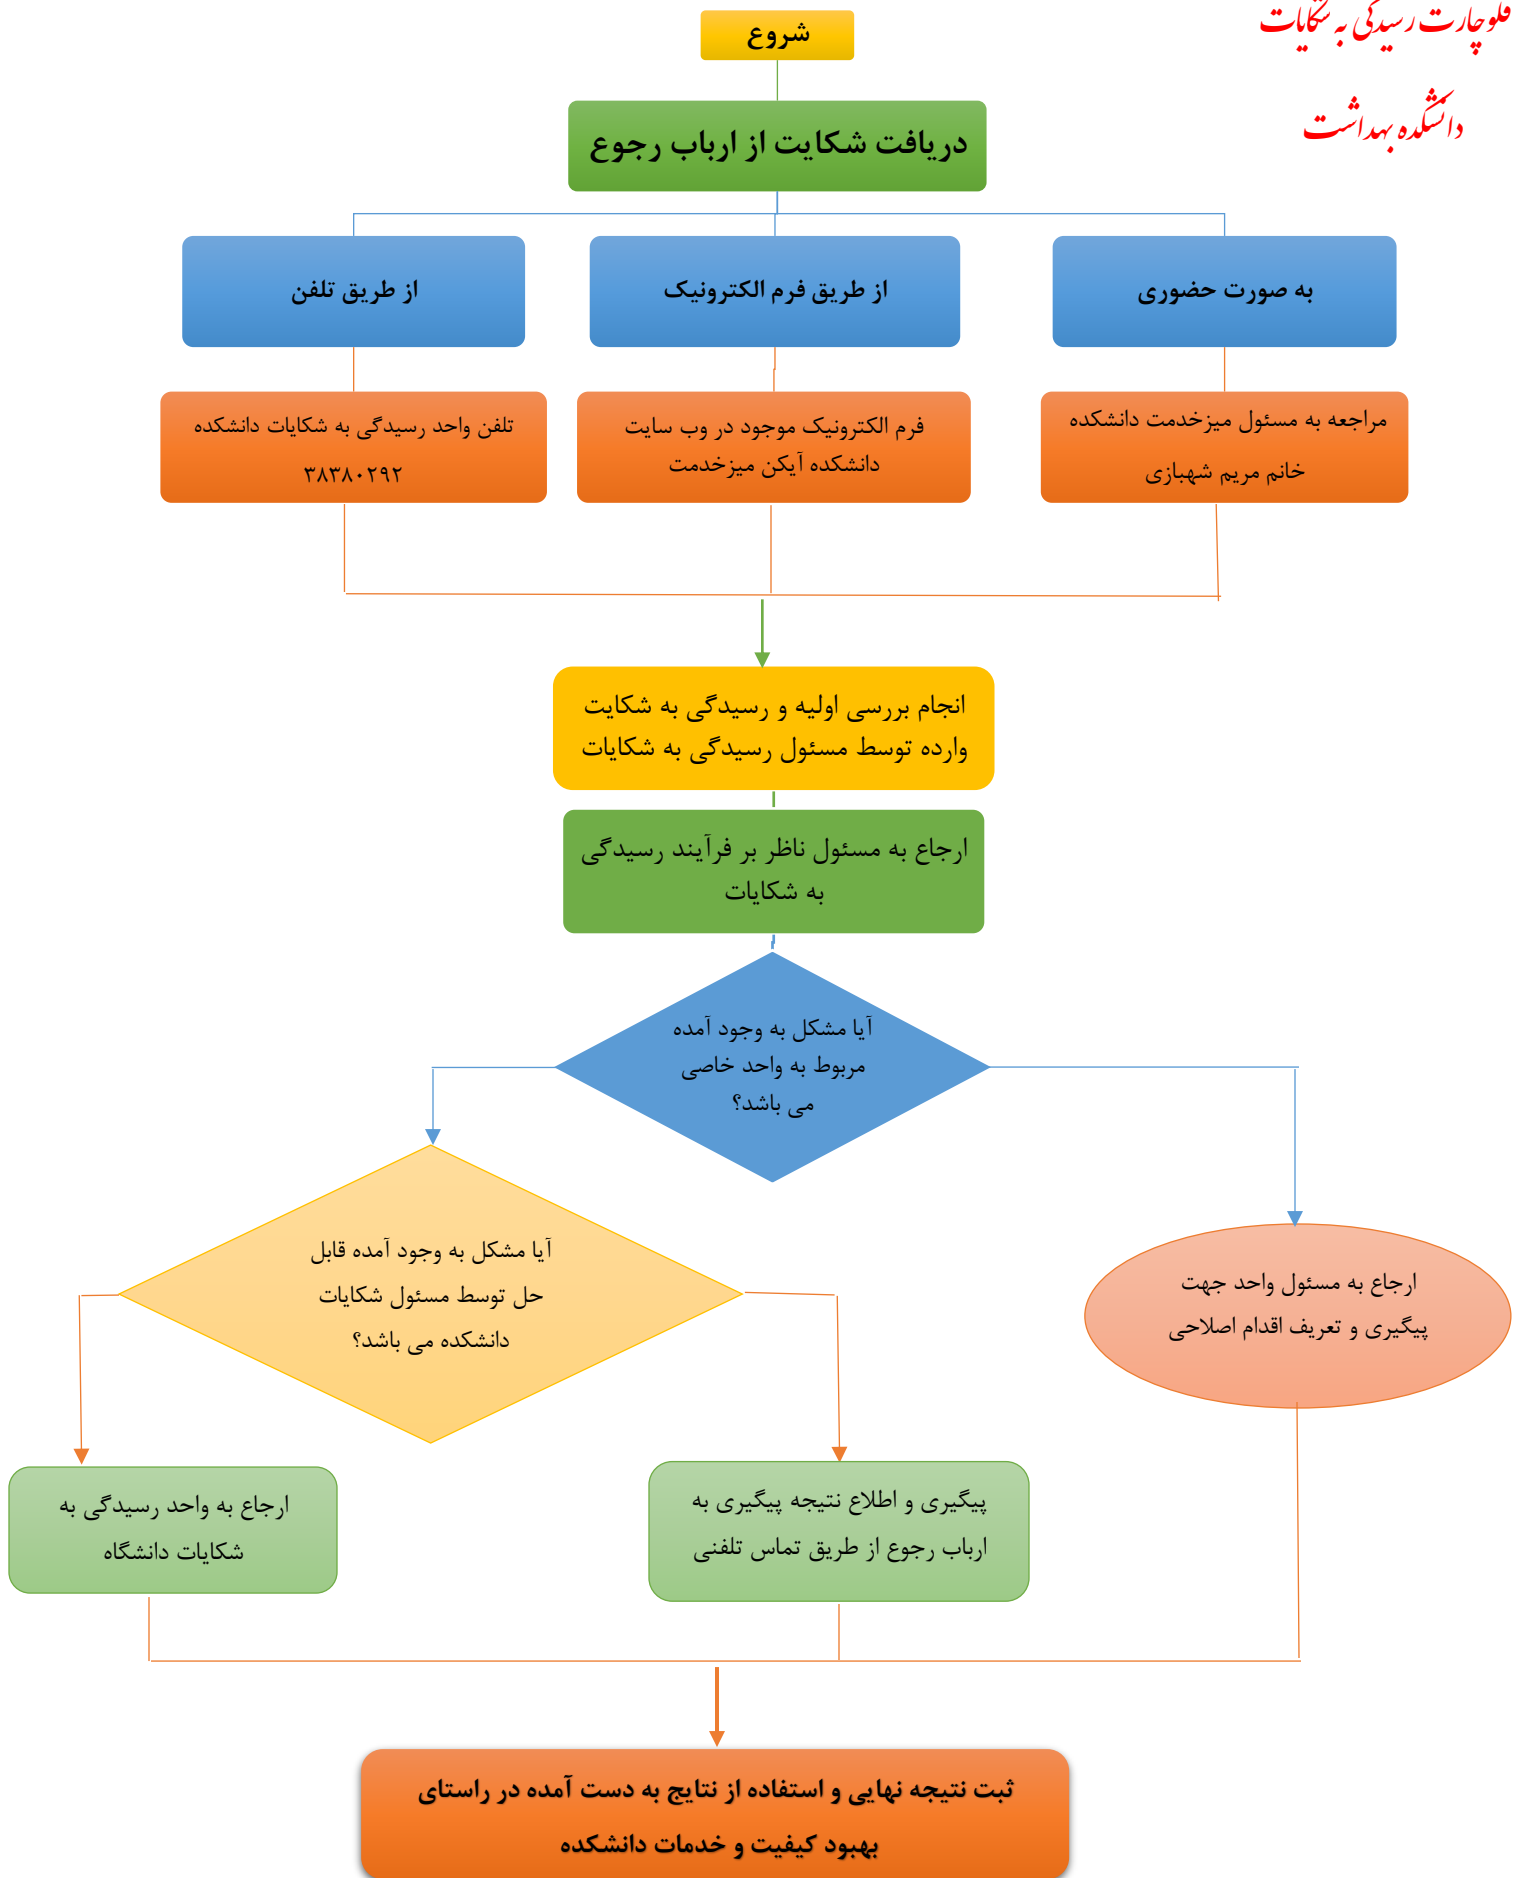 فلوچارت رسیدگی به شکایات
دانشکده بهداشت
شروع
دریافت شکایت از ارباب رجوع
به صورت حضوری
از طریق فرم الکترونیک
از طریق تلفن
مراجعه به مسئول میزخدمت دانشکده
خانم مریم شهبازی
فرم الکترونیک موجود در وب سایت
دانشکده آیکن میزخدمت
تلفن واحد رسیدگی به شکایات دانشکده
۳۸۳۸۰۲۹۲
انجام بررسی اولیه و رسیدگی به شکایت
وارده توسط مسئول رسیدگی به شکایات
ارجاع به مسئول ناظر بر فرآیند رسیدگی
به شکایات
آیا مشکل به وجود آمده
مربوط به واحد خاصی
می باشد؟
آیا مشکل به وجود آمده قابل
حل توسط مسئول شکایات
دانشکده می باشد؟
ارجاع به مسئول واحد جهت
پیگیری و تعریف اقدام اصلاحی
پیگیری و اطلاع نتیجه پیگیری به
ارباب رجوع از طریق تماس تلفنی
ارجاع به واحد رسیدگی به
شکایات دانشگاه
ثبت نتیجه نهایی و استفاده از نتایج به دست آمده در راستای
بهبود کیفیت و خدمات دانشکده